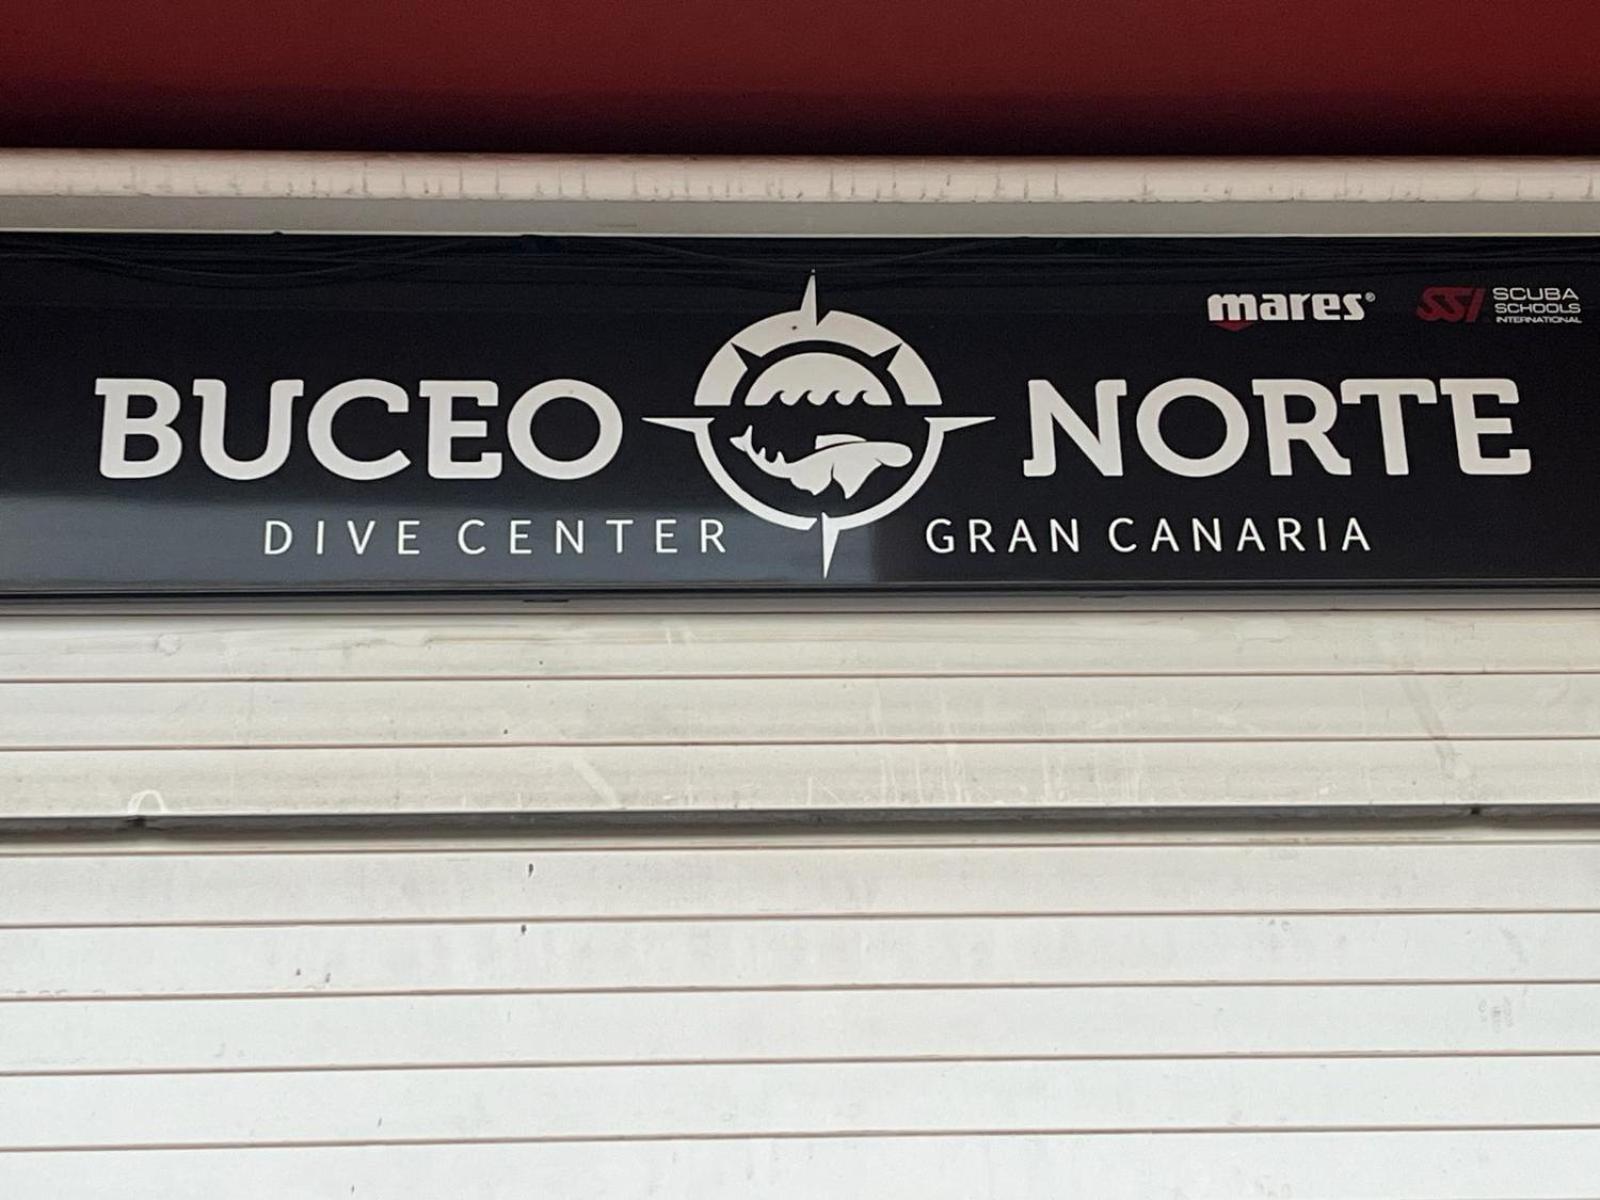 mares® SSI SCUBA
SCHOOLS
INTERNATIONAL
BUCEO NORTE
DIVE CENTER GRAN CANARIA